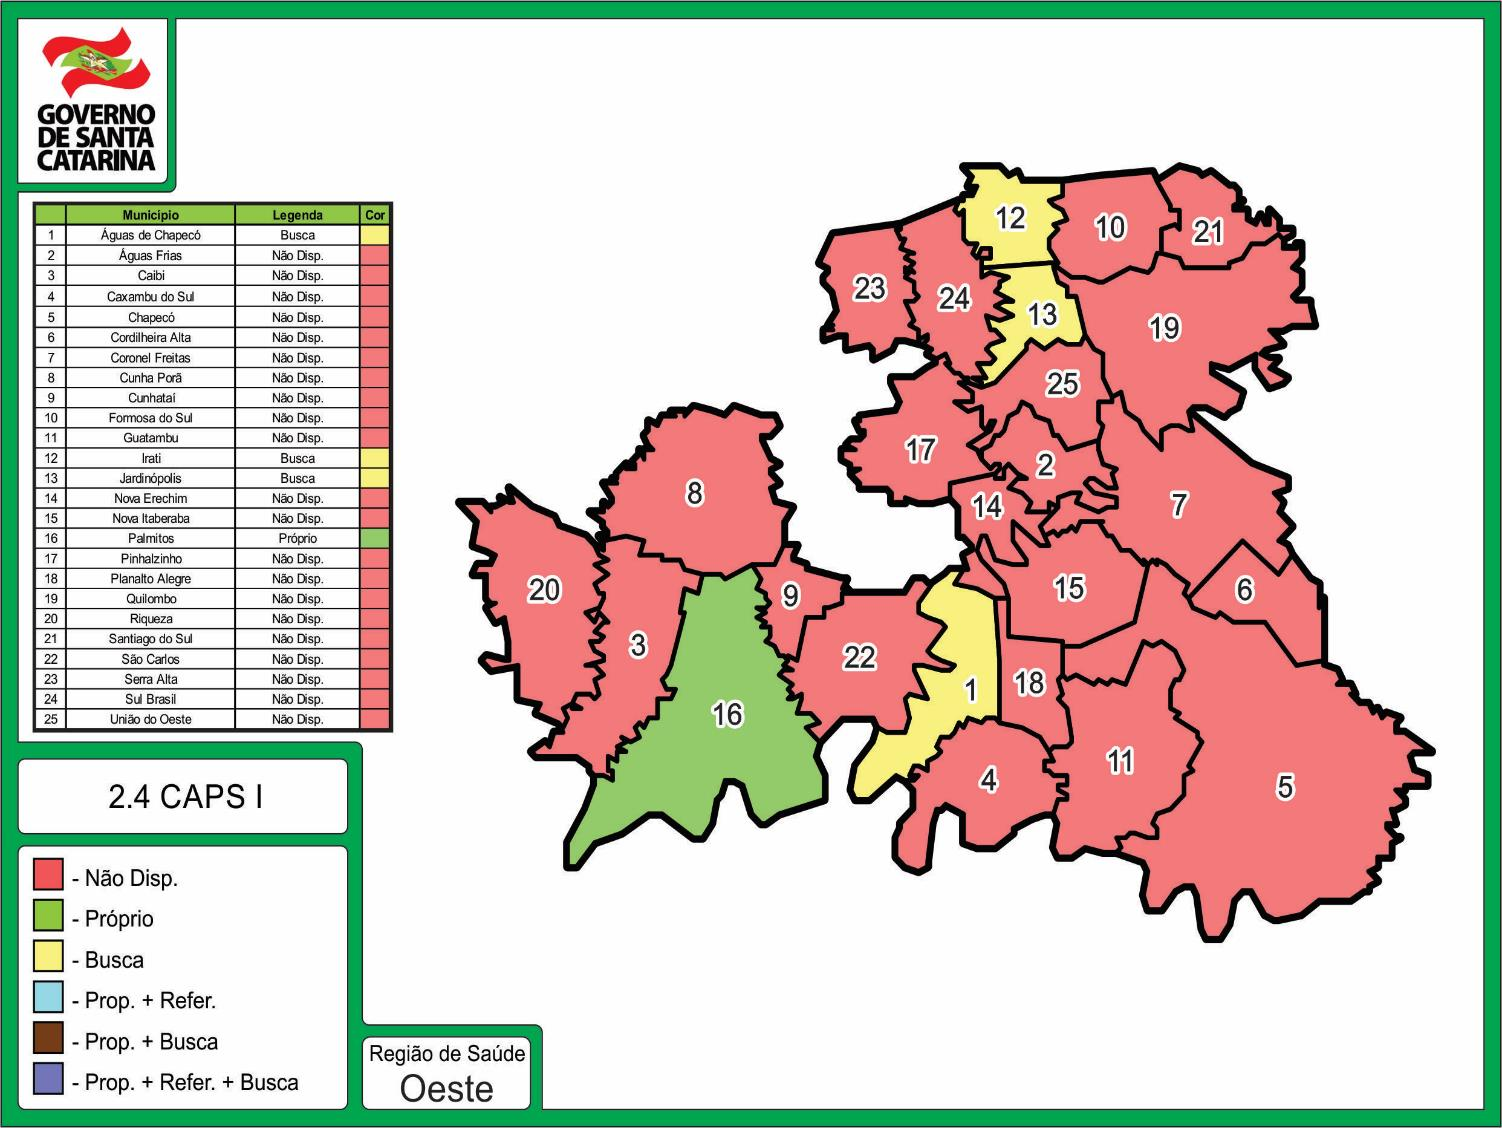 GOVERNO
DE SANTA
CATARINA
Município Legenda Cor
1 Águas de Chapecó Busca
2 Águas Frias Não Disp.
3 Caibi Não Disp.
4 Caxambu do Sul Não Disp.
5 Chapecó Não Disp.
6 Cordilheira Alta Não Disp.
7 Coronel Freitas Não Disp.
8 Cunha Porã Não Disp.
9 Cunhataí Não Disp.
10 Formosa do Sul Não Disp.
11 Guatambu Não Disp.
12 Irati Busca
13 Jardinópolis Busca
14 Nova Erechim Não Disp.
15 Nova Itaberaba Não Disp.
16 Palmitos Próprio
17 Pinhalzinho Não Disp.
18 Planalto Alegre Não Disp.
19 Quilombo Não Disp.
20 Riqueza Não Disp.
21 Santiago do Sul Não Disp.
22 São Carlos Não Disp.
23 Serra Alta Não Disp.
24 Sul Brasil Não Disp.
25 União do Oeste Não Disp.
2.4 CAPS I
- Não Disp.
- Próprio
- Busca
- Prop. + Refer.
- Prop. + Busca
- Prop. + Refer. + Busca
Região de Saúde
Oeste
12
10
21
23
24
13
19
25
17
2
8
14
7
20
9
15
6
3
22
18
1
16
11
4
5